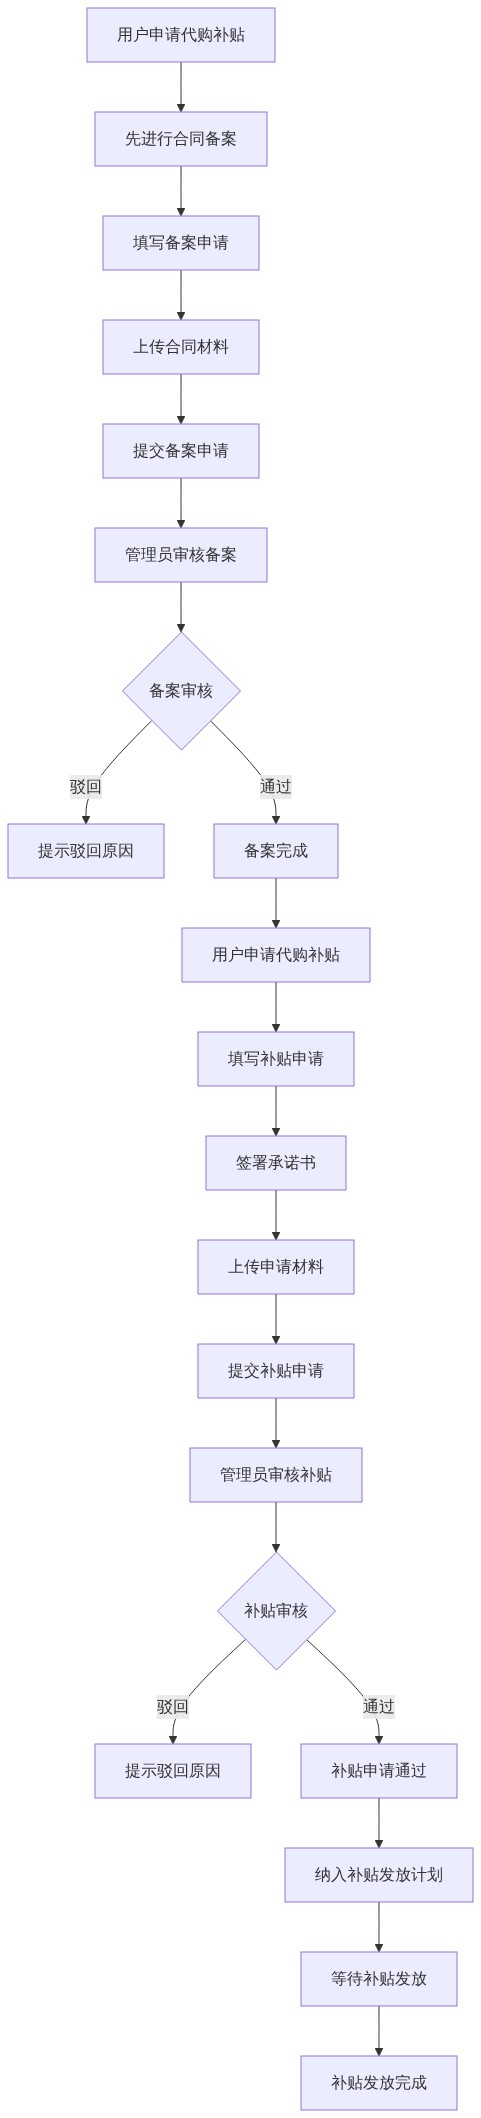 用户申请代购补贴
先进行合同备案
填写备案申请
上传合同材料
提交备案申请
管理员审核备案
备案审核
驳回
通过
提示驳回原因
备案完成
用户申请代购补贴
填写补贴申请
签署承诺书
上传申请材料
提交补贴申请
管理员审核补贴
补贴审核
驳回
通过
提示驳回原因
补贴申请通过
纳入补贴发放计划
等待补贴发放
补贴发放完成